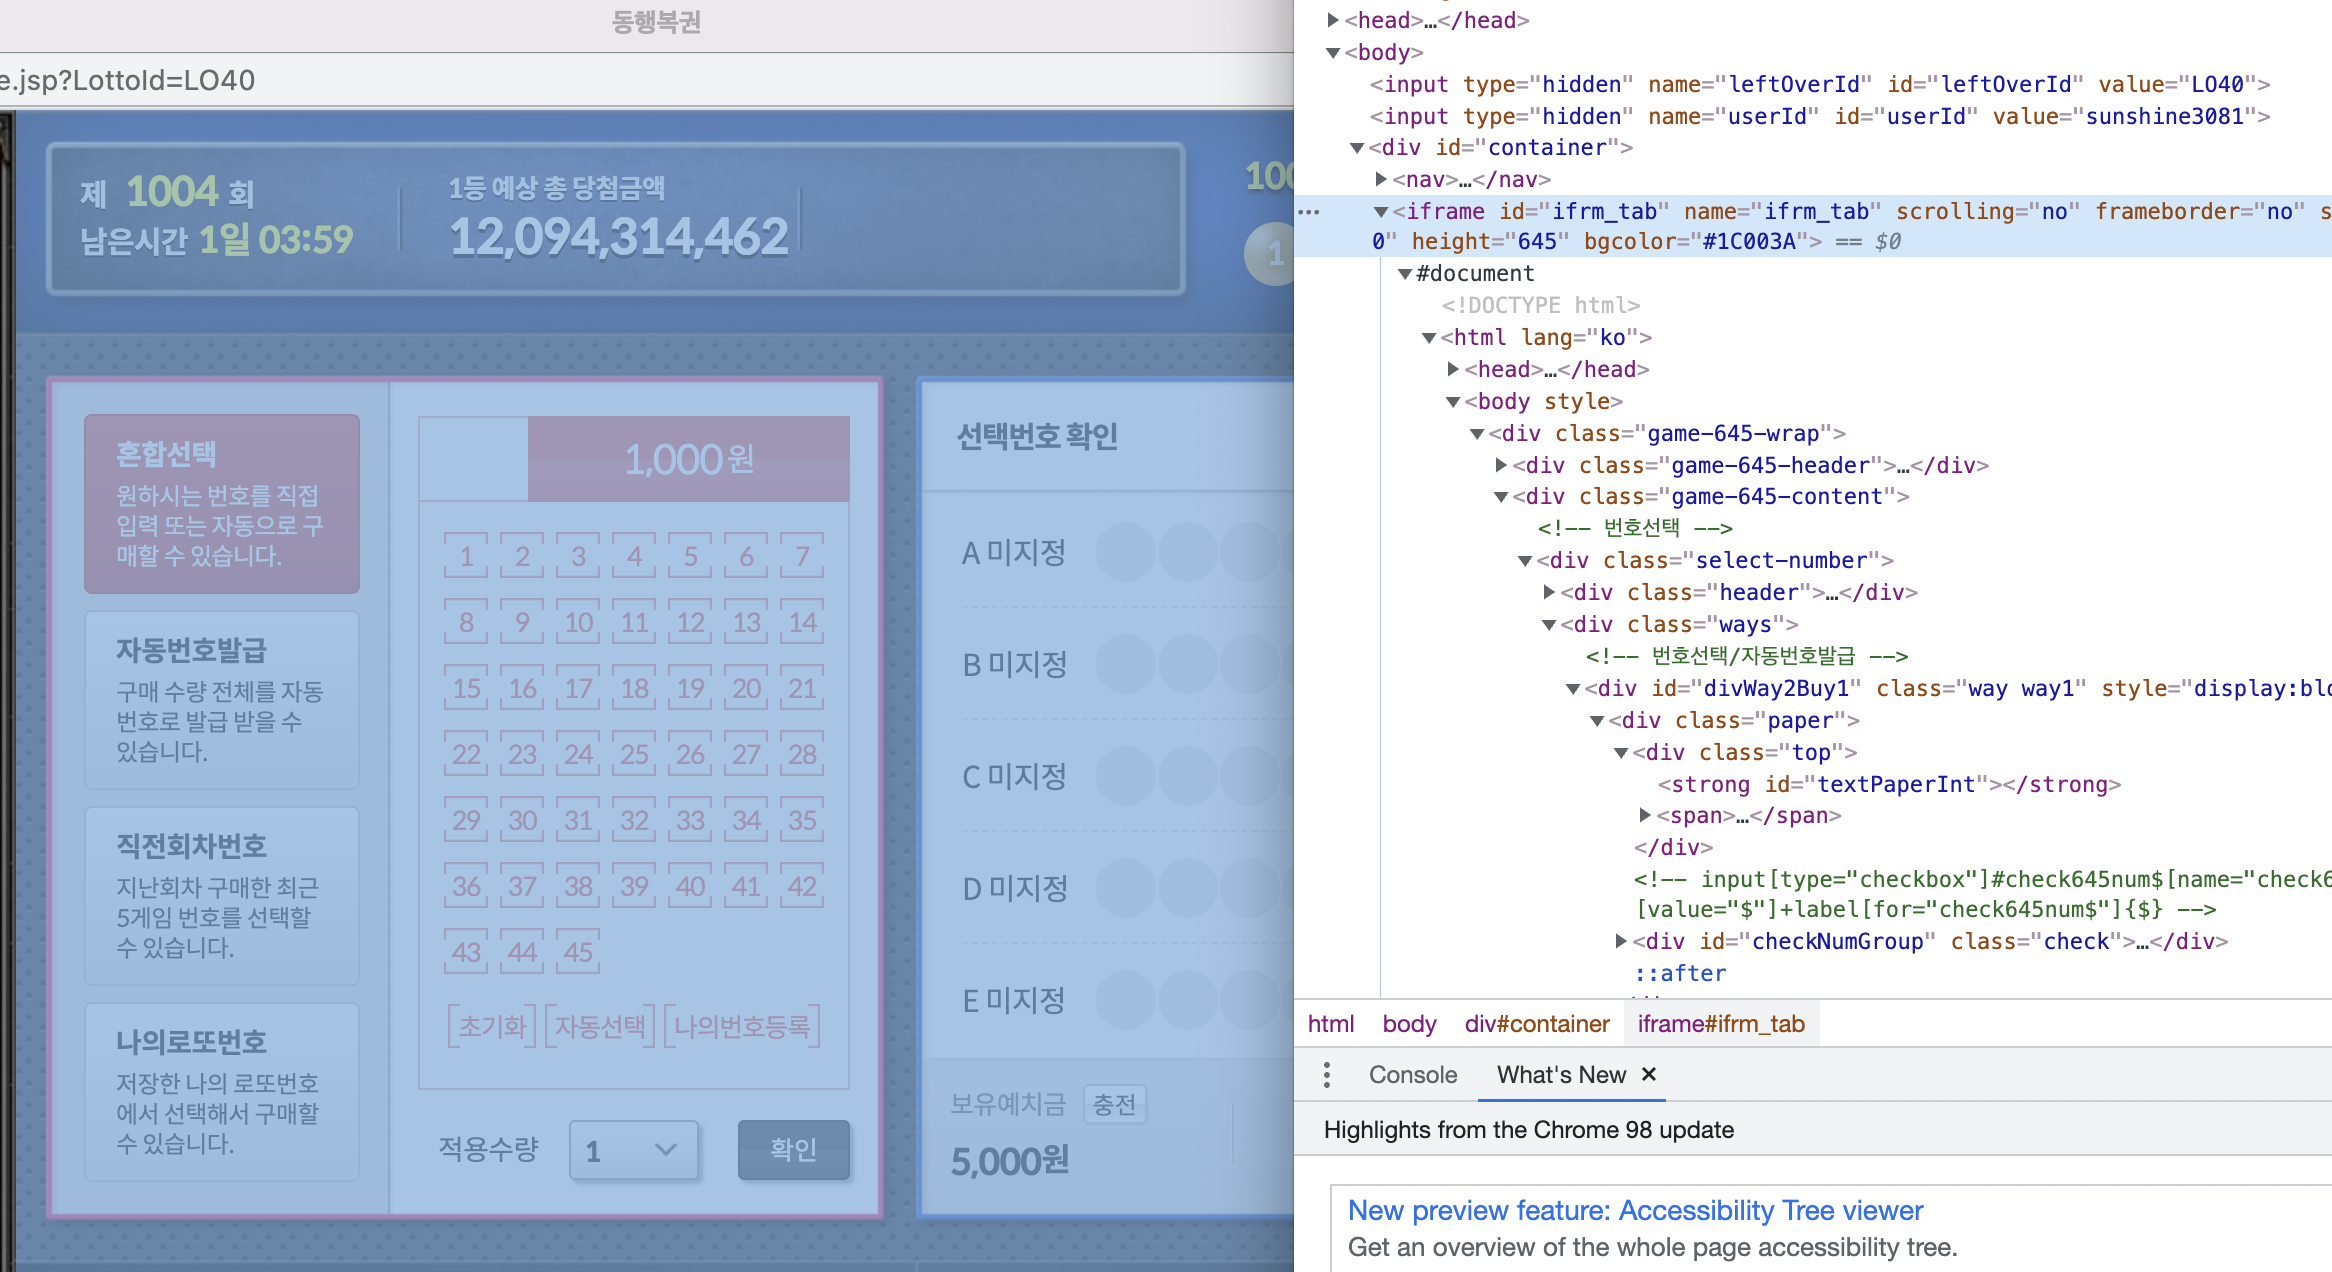 동행복권
e.jsp?LottoId=LO40
제 1004 회
남은시간 1일 03:59
1등 예상 총 당첨금액
12,094,314,462
100
1
혼합선택
원하시는 번호를 직접
입력 또는 자동으로 구
매할 수 있습니다.
자동번호발급
구매 수량 전체를 자동
번호로 발급 받을 수
있습니다.
직전회차번호
지난회차 구매한 최근
5게임 번호를 선택할
수 있습니다.
나의로또번호
저장한 나의 로또번호
에서 선택해서 구매할
수 있습니다.
1,000원
1 2 3 4 5 6 7
8 9 10 11 12 13 14
15 16 17 18 19 20 21
22 23 24 25 26 27 28
29 30 31 32 33 34 35
36 37 38 39 40 41 42
43 44 45
초기화 자동선택 나의번호등록
적용수량 1 확인
선택번호 확인
A 미지정
B 미지정
C 미지정
D 미지정
E 미지정
보유예치금 충전
5,000원
<head>…</head>
<body>
<input type="hidden" name="leftOverId" id="leftOverId" value="LO40">
<input type="hidden" name="userId" id="userId" value="sunshine3081">
<div id="container">
<nav>…</nav>
<iframe id="ifrm_tab" name="ifrm_tab" scrolling="no" frameborder="no" s
0" height="645" bgcolor="#1C003A"> == $0
#document
<!DOCTYPE html>
<html lang="ko">
<head>…</head>
<body style>
<div class="game-645-wrap">
<div class="game-645-header">…</div>
<div class="game-645-content">
<!-- 번호선택 -->
<div class="select-number">
<div class="header">…</div>
<div class="ways">
<!-- 번호선택/자동번호발급 -->
<div id="divWay2Buy1" class="way way1" style="display:blo
<div class="paper">
<div class="top">
<strong id="textPaperInt"></strong>
<span>…</span>
</div>
<!-- input[type="checkbox"]#check645num$[name="check6
[value="$"]+label[for="check645num$"]{$} -->
<div id="checkNumGroup" class="check">…</div>
::after
html body div#container iframe#ifrm_tab
Console What's New ×
Highlights from the Chrome 98 update
New preview feature: Accessibility Tree viewer
Get an overview of the whole page accessibility tree.